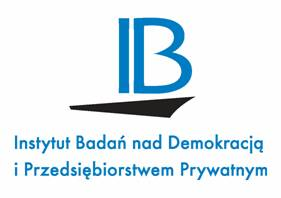 IB
Instytut Badań nad Demokracją
i Przedsiębiorstwem Prywatnym